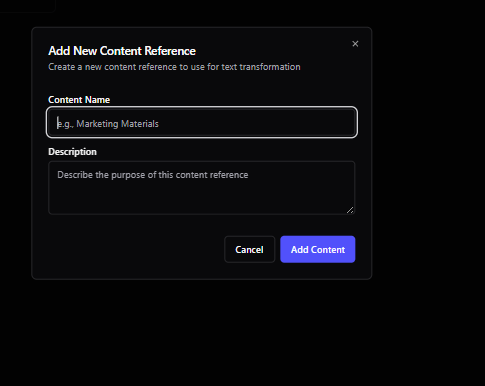 Add New Content Reference
×
Create a new content reference to use for text transformation
Content Name
e.g., Marketing Materials
Description
Describe the purpose of this content reference
Cancel
Add Content